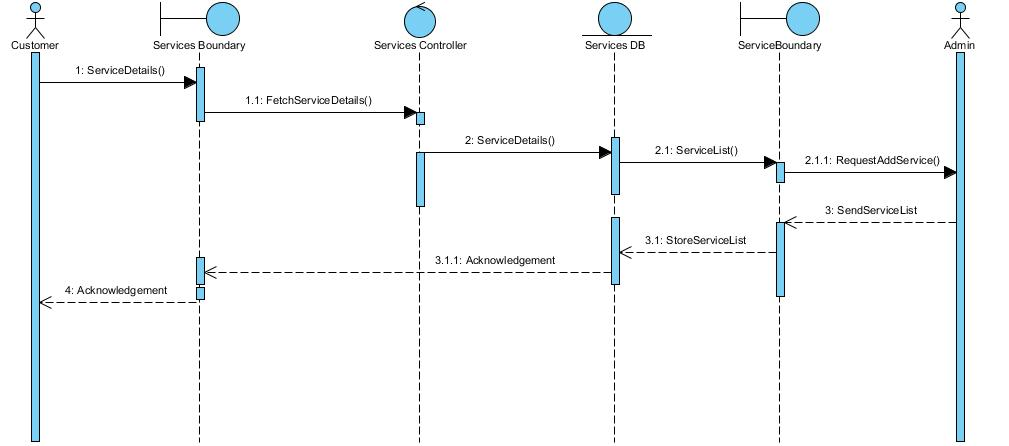 Customer
Services Boundary
Services Controller
Services DB
ServiceBoundary
Admin
1: ServiceDetails()
1.1: FetchServiceDetails()
2: ServiceDetails()
2.1: ServiceList()
2.1.1: RequestAddService()
3: SendServiceList
3.1: StoreServiceList
3.1.1: Acknowledgement
4: Acknowledgement